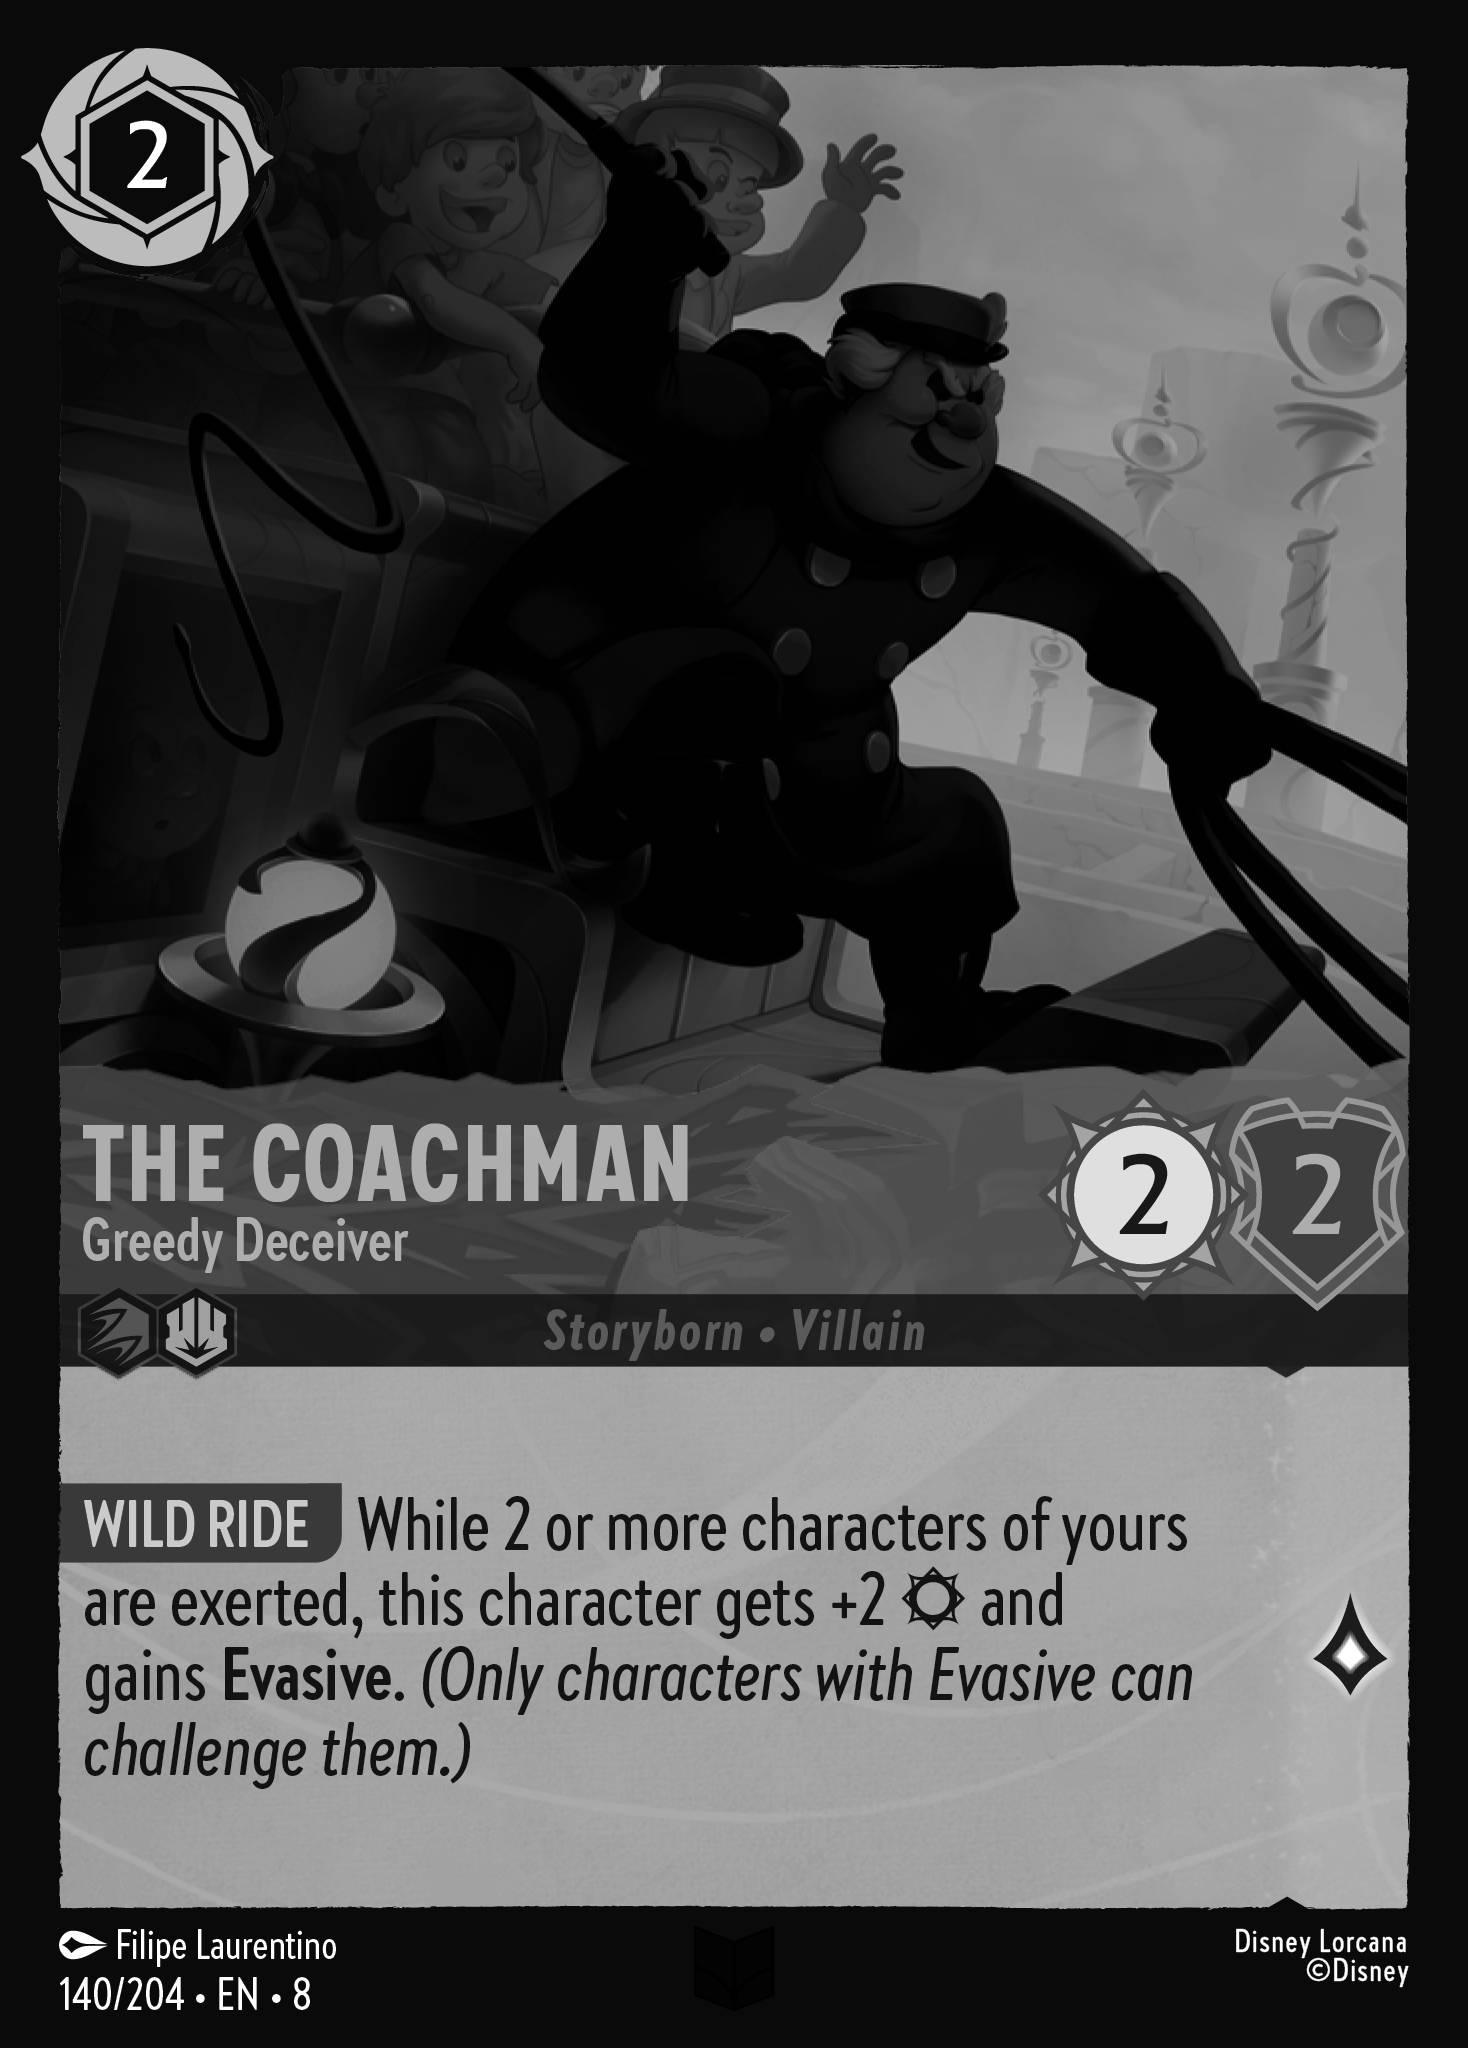 2
THE COACHMAN
Greedy Deceiver
2 2
Storyborn • Villain
WILD RIDE While 2 or more characters of yours
are exerted, this character gets +2 and
gains Evasive. (Only characters with Evasive can
challenge them.)
Filipe Laurentino
140/204 • EN • 8
Disney Lorcana
©Disney